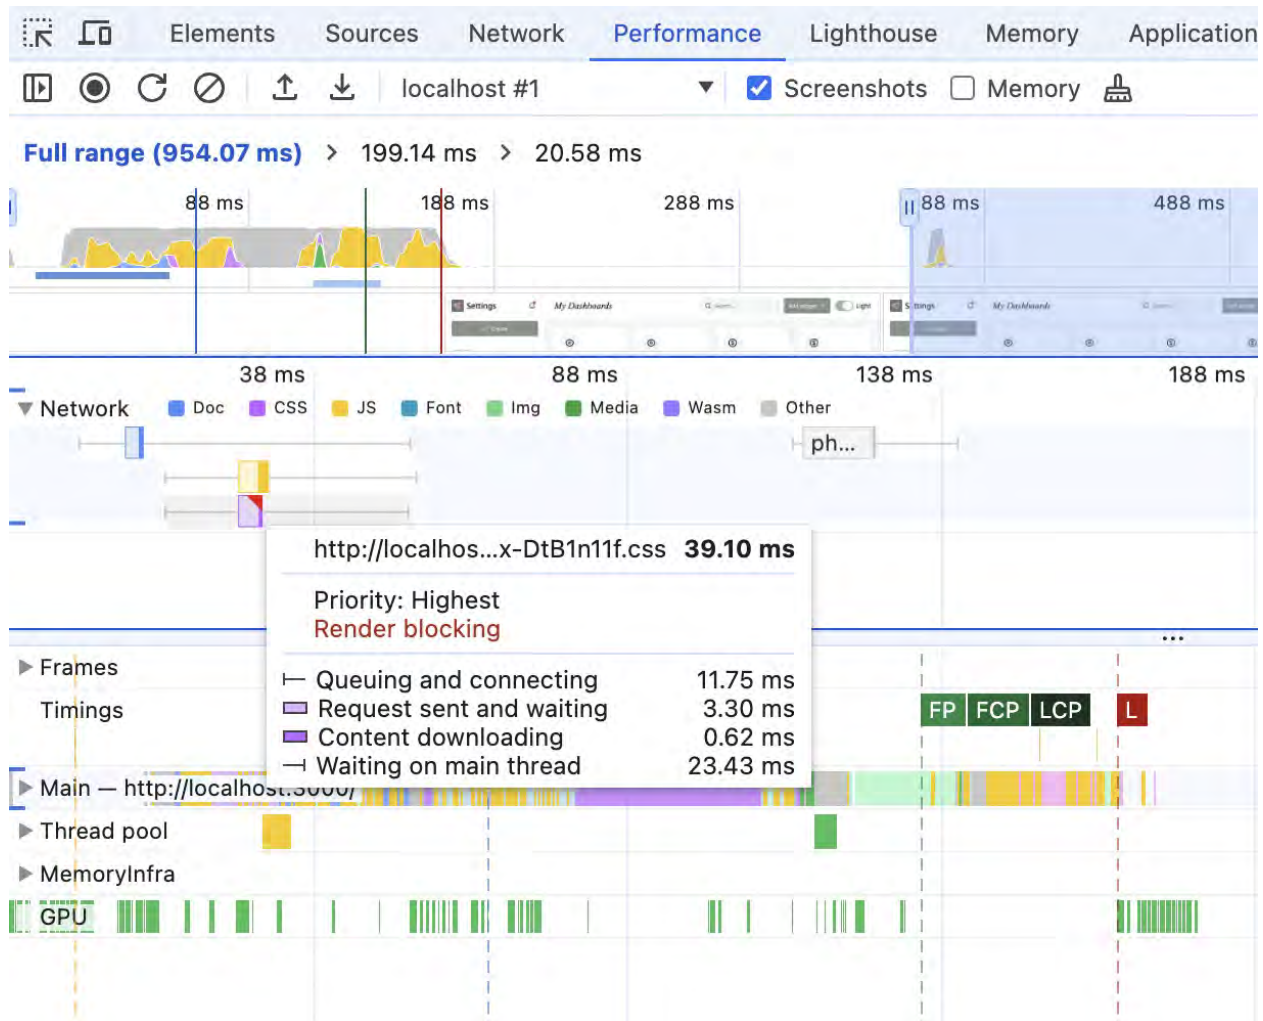 Elements Sources Network Performance Lighthouse Memory Application
localhost #1 Screenshots Memory
Full range (954.07 ms) > 199.14 ms > 20.58 ms
88 ms 188 ms 288 ms 88 ms 488 ms
Settings My Dashboards Light Settings My Dashboards
38 ms 88 ms 138 ms 188 ms
Network Doc CSS JS Font Img Media Wasm Other
ph...
http://localhos...x-DtB1n11f.css 39.10 ms
Priority: Highest
Render blocking
Queuing and connecting 11.75 ms
Request sent and waiting 3.30 ms
Content downloading 0.62 ms
Waiting on main thread 23.43 ms
Frames
Timings FP FCP LCP L
Main — http://localhost:3000/
Thread pool
MemoryInfra
GPU